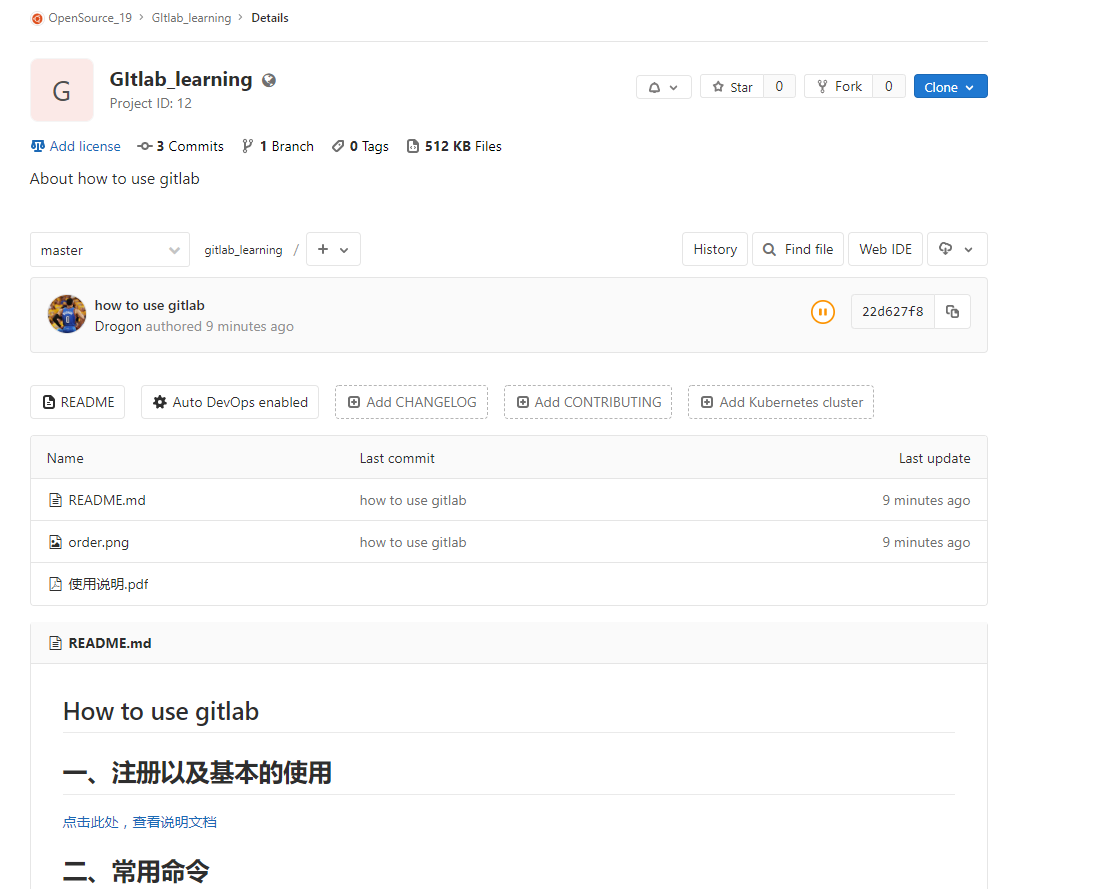 OpenSource_19 › GItlab_learning › Details
G
GItlab_learning
Project ID: 12
Star 0 Fork 0 Clone
Add license 3 Commits 1 Branch 0 Tags 512 KB Files
About how to use gitlab
master gitlab_learning / + History Find file Web IDE
how to use gitlab
Drogon authored 9 minutes ago
22d627f8
README Auto DevOps enabled Add CHANGELOG Add CONTRIBUTING Add Kubernetes cluster
Name Last commit Last update
README.md how to use gitlab 9 minutes ago
order.png how to use gitlab 9 minutes ago
使用说明.pdf
README.md
How to use gitlab
一、注册以及基本的使用
点击此处，查看说明文档
二、常用命令